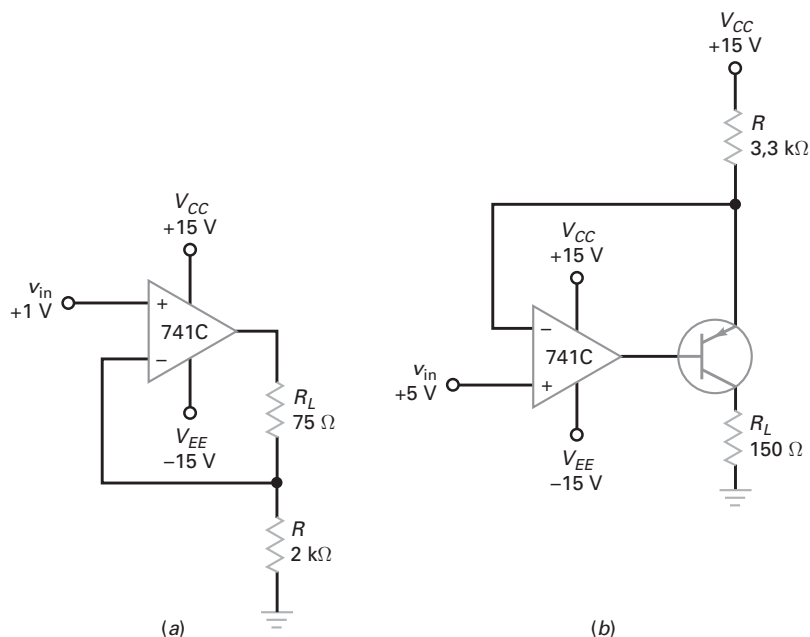 V_CC
+15 V
v_in
+1 V
+
741C
−
V_EE
−15 V
R_L
75 Ω
R
2 kΩ
(a)
V_CC
+15 V
R
3,3 kΩ
V_CC
+15 V
−
741C
+
v_in
+5 V
V_EE
−15 V
R_L
150 Ω
(b)